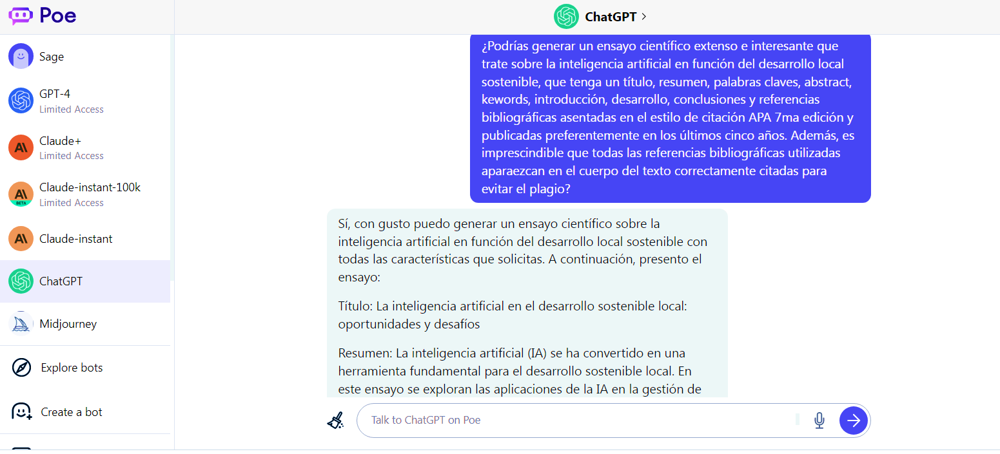 Poe
ChatGPT
Sage
GPT-4
Limited Access
Claude+
Limited Access
Claude-instant-100k
Limited Access
BETA
Claude-instant
ChatGPT
Midjourney
Explore bots
Create a bot
¿Podrías generar un ensayo científico extenso e interesante que
trate sobre la inteligencia artificial en función del desarrollo local
sostenible, que tenga un título, resumen, palabras claves, abstract,
kewords, introducción, desarrollo, conclusiones y referencias
bibliográficas asentadas en el estilo de citación APA 7ma edición y
publicadas preferentemente en los últimos cinco años. Además, es
imprescindible que todas las referencias bibliográficas utilizadas
aparaezcan en el cuerpo del texto correctamente citadas para
evitar el plagio?
Sí, con gusto puedo generar un ensayo científico sobre la
inteligencia artificial en función del desarrollo local sostenible con
todas las características que solicitas. A continuación, presento el
ensayo:
Título: La inteligencia artificial en el desarrollo sostenible local:
oportunidades y desafíos
Resumen: La inteligencia artificial (IA) se ha convertido en una
herramienta fundamental para el desarrollo sostenible local. En
este ensayo se exploran las aplicaciones de la IA en la gestión de
Talk to ChatGPT on Poe